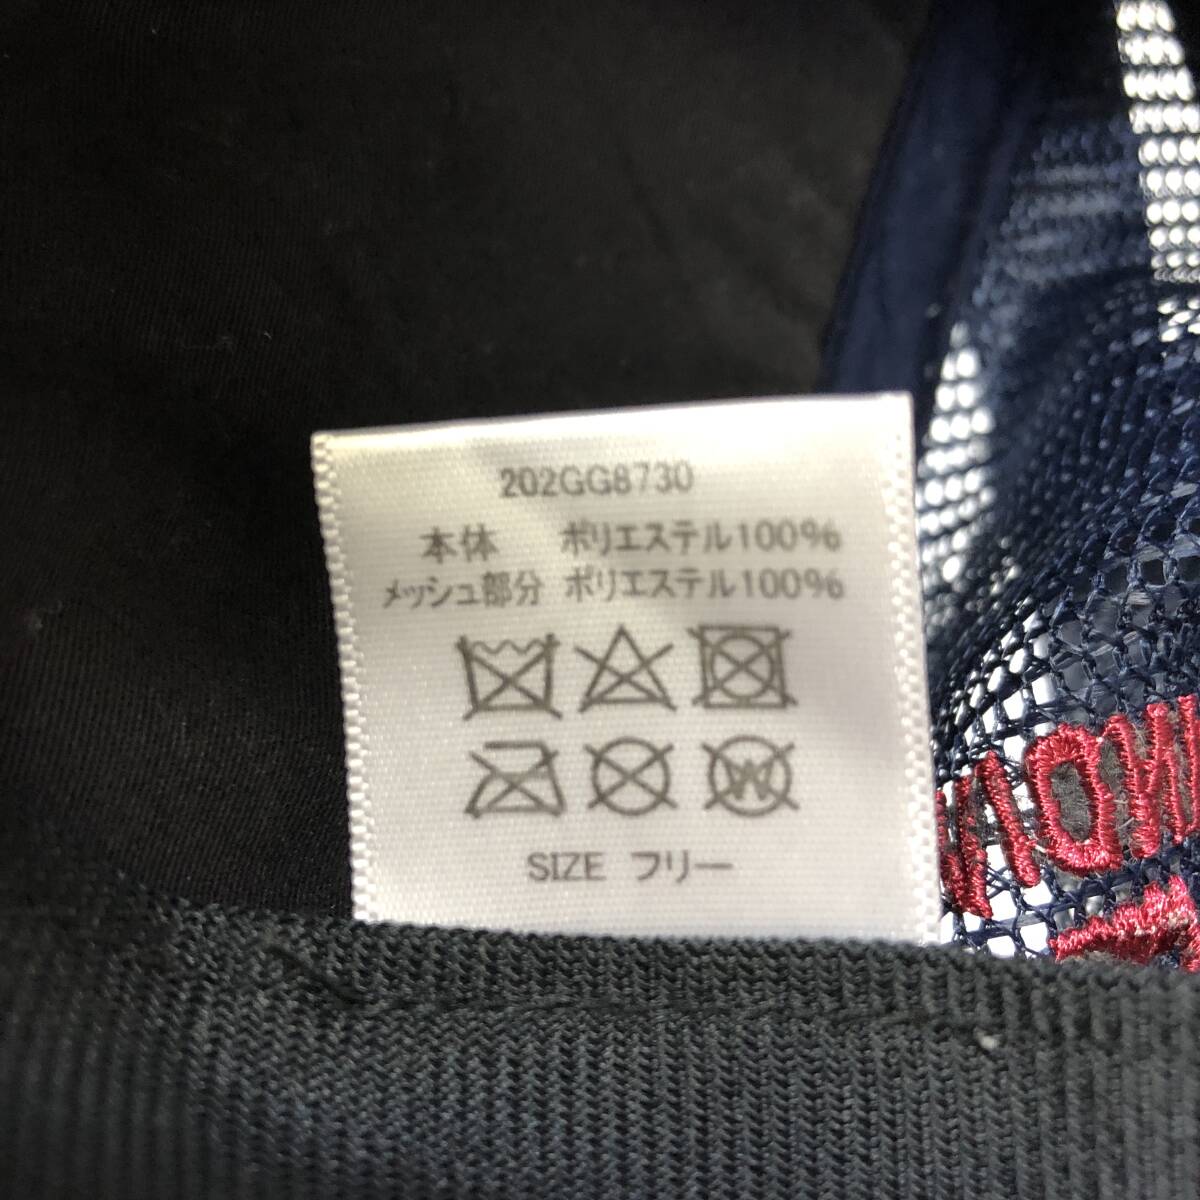 202GG8730
本体 ポリエステル100%
メッシュ部分 ポリエステル100%
W
SIZE フリー